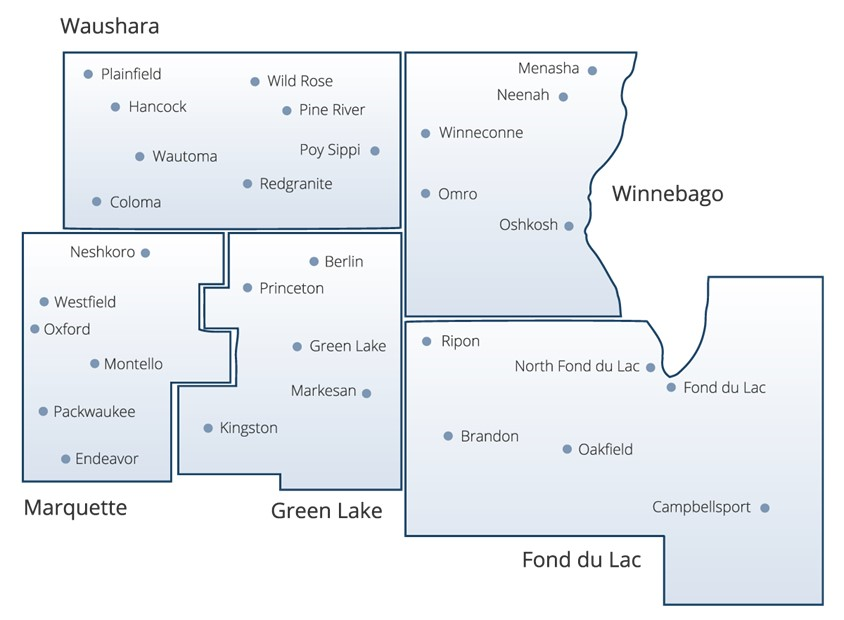 Waushara
Plainfield
Wild Rose
Hancock
Pine River
Wautoma
Poy Sippi
Redgranite
Coloma
Menasha
Neenah
Winneconne
Omro
Oshkosh
Winnebago
Neshkoro
Westfield
Oxford
Montello
Packwaukee
Endeavor
Marquette
Berlin
Princeton
Green Lake
Markesan
Kingston
Green Lake
Ripon
North Fond du Lac
Fond du Lac
Brandon
Oakfield
Campbellsport
Fond du Lac